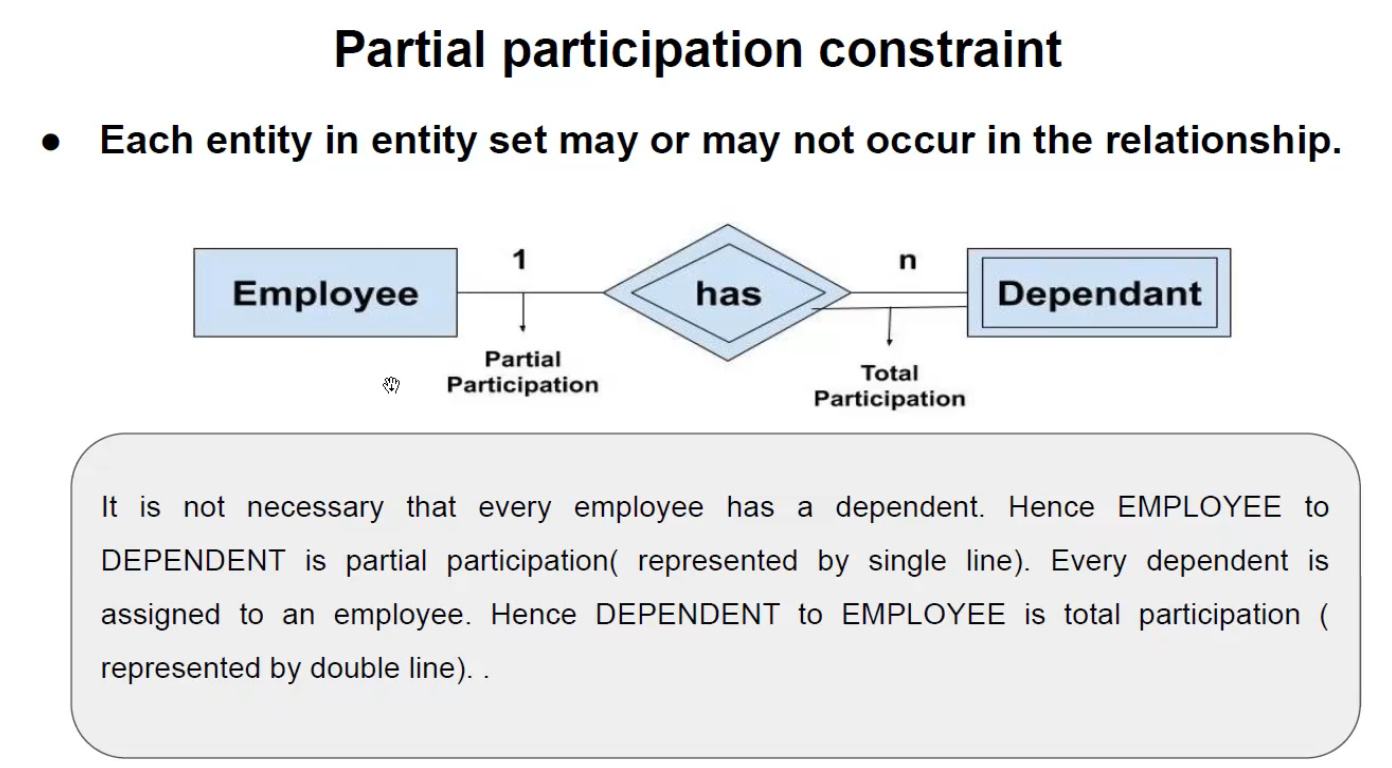 Partial participation constraint
● Each entity in entity set may or may not occur in the relationship.
1
n
Employee
has
Dependant
Partial
Participation
Total
Participation
It is not necessary that every employee has a dependent. Hence EMPLOYEE to
DEPENDENT is partial participation( represented by single line). Every dependent is
assigned to an employee. Hence DEPENDENT to EMPLOYEE is total participation (
represented by double line). .